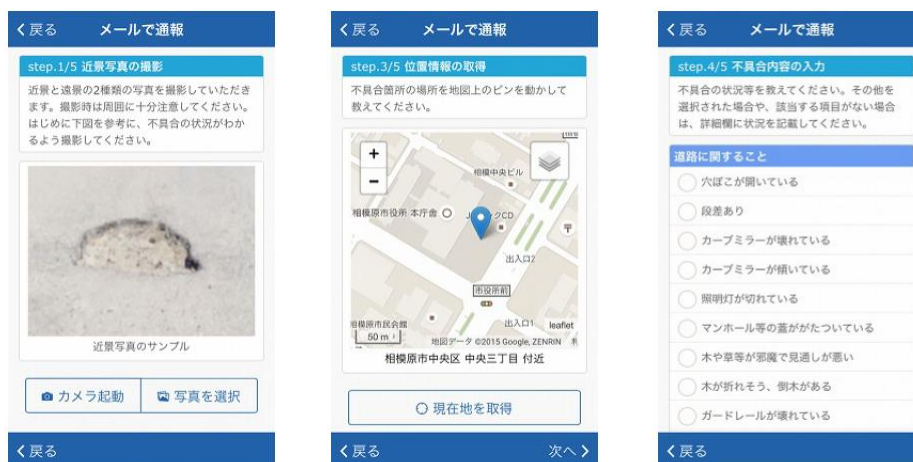 戻る メールで通報
step.1/5 近景写真の撮影
近景と遠景の2種類の写真を撮影していただき
ます。撮影時は周囲に十分注意してください。
はじめに下図を参考に、不具合の状況がわか
るよう撮影してください。
近景写真のサンプル
カメラ起動 写真を選択
戻る
戻る メールで通報
step.3/5 位置情報の取得
不具合箇所の場所を地図上のピンを動かして
教えてください。
+
-
相模中央ビル
相模原市役所 本庁舎
出入口2
市役所前
相模原市民会館
出入口1 leaflet
50 m
地図データ ©2015 Google, ZENRIN
相模原市中央区 中央三丁目 付近
現在地を取得
戻る 次へ
戻る メールで通報
step.4/5 不具合内容の入力
不具合の状況等を教えてください。その他を
選択された場合や、該当する項目がない場合
は、詳細欄に状況を記載してください。
道路に関すること
穴ぼこが開いている
段差あり
カーブミラーが壊れている
カーブミラーが傾いている
照明灯が切れている
マンホール等の蓋ががたついている
木や草等が邪魔で見通しが悪い
木が折れそう、倒木がある
ガードレールが壊れている
戻る